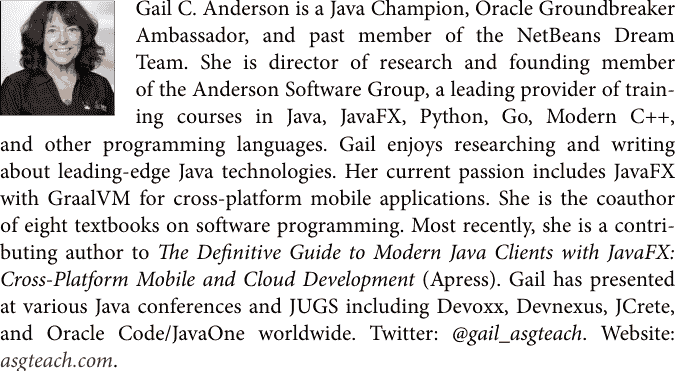 Gail C. Anderson is a Java Champion, Oracle Groundbreaker
Ambassador, and past member of the NetBeans Dream
Team. She is director of research and founding member
of the Anderson Software Group, a leading provider of train-
ing courses in Java, JavaFX, Python, Go, Modern C++,
and other programming languages. Gail enjoys researching and writing
about leading-edge Java technologies. Her current passion includes JavaFX
with GraalVM for cross-platform mobile applications. She is the coauthor
of eight textbooks on software programming. Most recently, she is a contri-
buting author to The Definitive Guide to Modern Java Clients with JavaFX:
Cross-Platform Mobile and Cloud Development (Apress). Gail has presented
at various Java conferences and JUGS including Devoxx, Devnexus, JCrete,
and Oracle Code/JavaOne worldwide. Twitter: @gail_asgteach. Website:
asgteach.com.